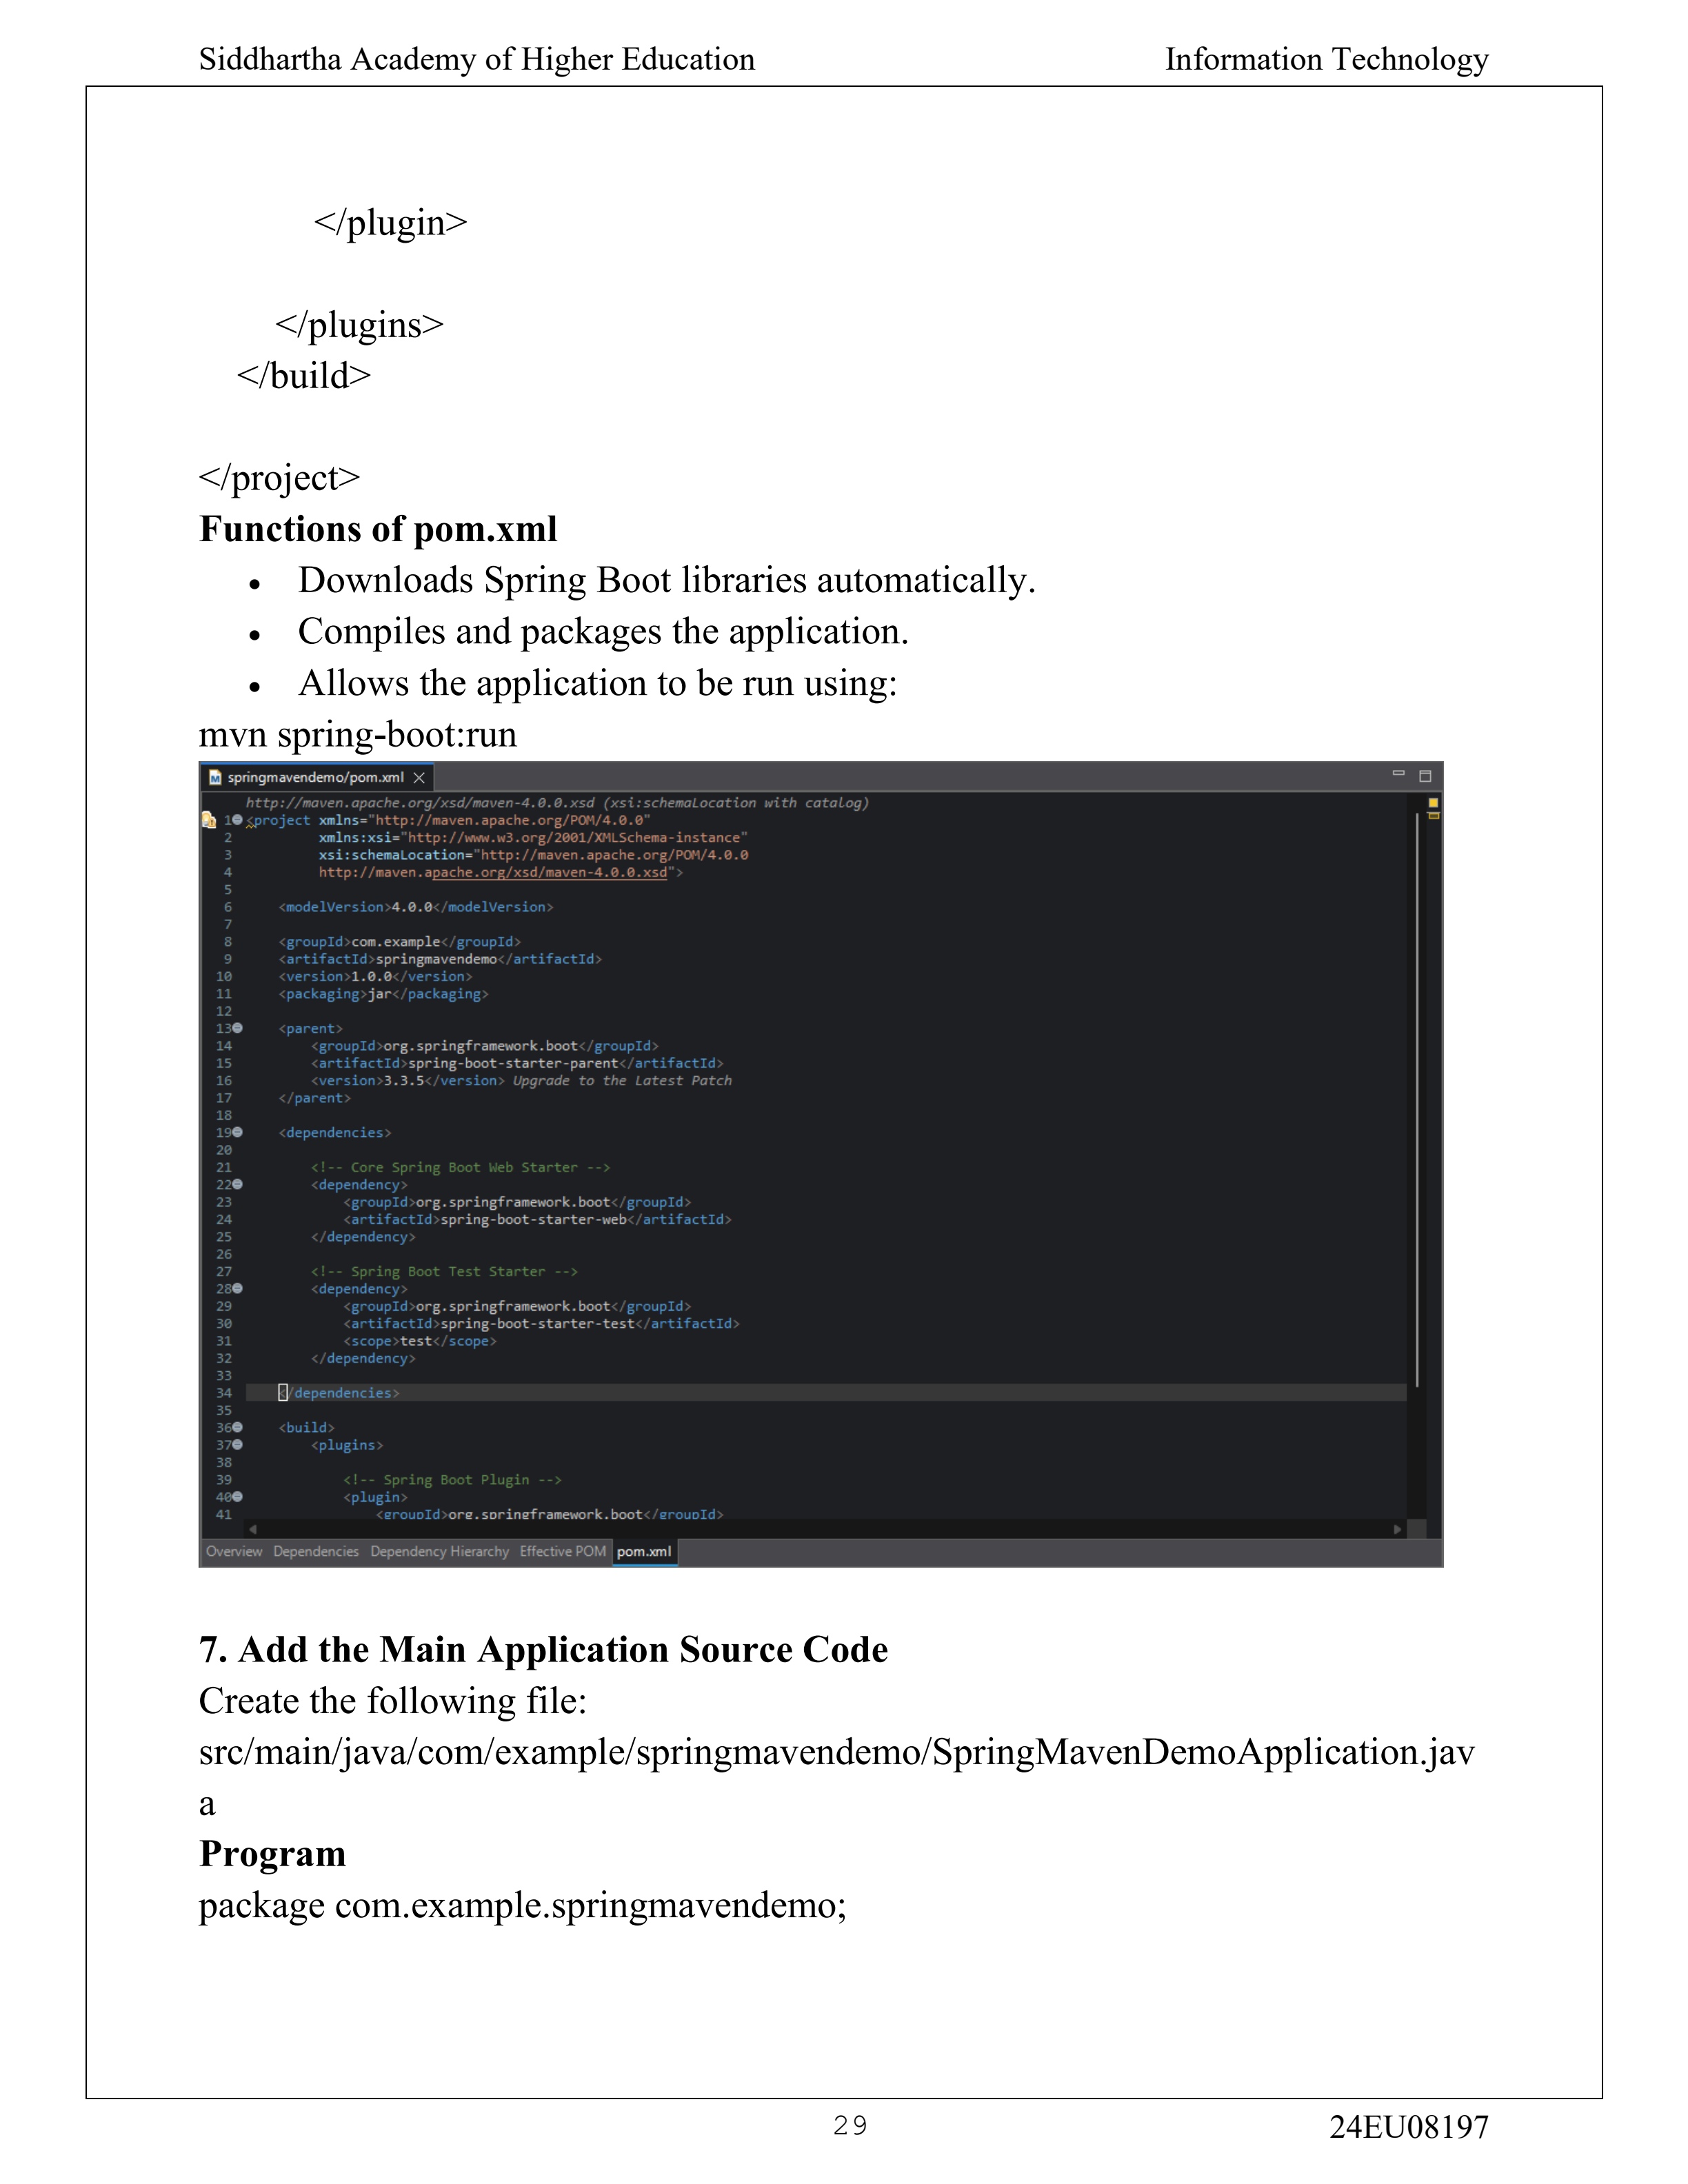 Siddhartha Academy of Higher Education Information Technology
</plugin>
</plugins>
</build>
</project>
Functions of pom.xml
• Downloads Spring Boot libraries automatically.
• Compiles and packages the application.
• Allows the application to be run using:
mvn spring-boot:run
springmavendemo/pom.xml
http://maven.apache.org/xsd/maven-4.0.0.xsd (xsi:schemaLocation with catalog)
1 <project xmlns="http://maven.apache.org/POM/4.0.0"
2 xmlns:xsi="http://www.w3.org/2001/XMLSchema-instance"
3 xsi:schemaLocation="http://maven.apache.org/POM/4.0.0
4 http://maven.apache.org/xsd/maven-4.0.0.xsd">
5
6 <modelVersion>4.0.0</modelVersion>
7
8 <groupId>com.example</groupId>
9 <artifactId>springmavendemo</artifactId>
10 <version>1.0.0</version>
11 <packaging>jar</packaging>
12
13 <parent>
14 <groupId>org.springframework.boot</groupId>
15 <artifactId>spring-boot-starter-parent</artifactId>
16 <version>3.3.5</version> Upgrade to the Latest Patch
17 </parent>
18
19 <dependencies>
20
21 <!-- Core Spring Boot Web Starter -->
22 <dependency>
23 <groupId>org.springframework.boot</groupId>
24 <artifactId>spring-boot-starter-web</artifactId>
25 </dependency>
26
27 <!-- Spring Boot Test Starter -->
28 <dependency>
29 <groupId>org.springframework.boot</groupId>
30 <artifactId>spring-boot-starter-test</artifactId>
31 <scope>test</scope>
32 </dependency>
33
34 </dependencies>
35
36 <build>
37 <plugins>
38
39 <!-- Spring Boot Plugin -->
40 <plugin>
41 <groupId>org.springframework.boot</groupId>
Overview Dependencies Dependency Hierarchy Effective POM pom.xml
7. Add the Main Application Source Code
Create the following file:
src/main/java/com/example/springmavendemo/SpringMavenDemoApplication.jav
a
Program
package com.example.springmavendemo;
29 24EU08197